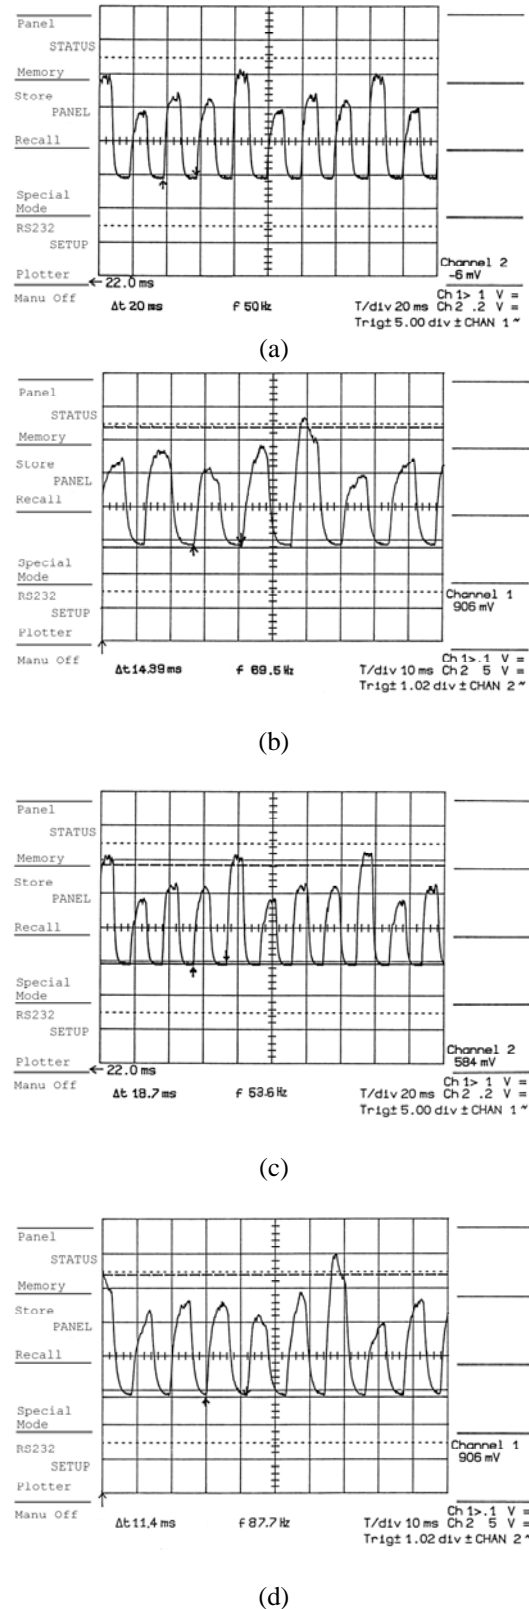 Panel
STATUS
Memory
Store
PANEL
Recall
Special
Mode
RS232
SETUP
Plotter
Manu Off
←22.0 ms
Δt 20 ms f 50 Hz
Channel 2
-6 mV
Ch 1> 1 V =
T/div 20 ms Ch 2 .2 V =
Trig± 5.00 div ± CHAN 1 ~
(a)
Panel
STATUS
Memory
Store
PANEL
Recall
Special
Mode
RS232
SETUP
Plotter
Manu Off
Δt 14.39 ms f 69.5 Hz
Channel 1
906 mV
Ch 1>.1 V =
T/div 10 ms Ch 2 5 V =
Trig± 1.02 div ± CHAN 2 ~
(b)
Panel
STATUS
Memory
Store
PANEL
Recall
Special
Mode
RS232
SETUP
Plotter
Manu Off
←22.0 ms
Δt 18.7 ms f 53.6 Hz
Channel 2
584 mV
Ch 1> 1 V =
T/div 20 ms Ch 2 .2 V =
Trig± 5.00 div ± CHAN 1 ~
(c)
Panel
STATUS
Memory
Store
PANEL
Recall
Special
Mode
RS232
SETUP
Plotter
Manu Off
Δt 11.4 ms f 87.7 Hz
Channel 1
906 mV
Ch 1>.1 V =
T/div 10 ms Ch 2 5 V =
Trig± 1.02 div ± CHAN 2 ~
(d)